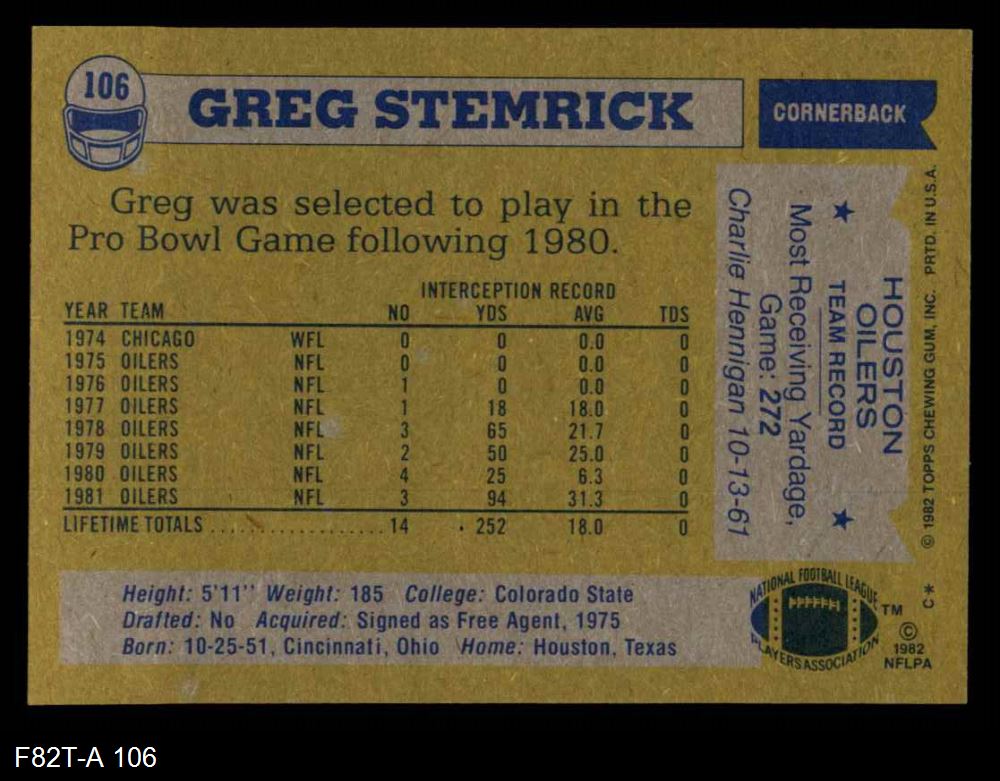 106
GREG STEMRICK
CORNERBACK
Greg was selected to play in the
Pro Bowl Game following 1980.
INTERCEPTION RECORD
YEAR TEAM NO YDS AVG TDS
1974 CHICAGO WFL 0 0 0.0 0
1975 OILERS NFL 0 0 0.0 0
1976 OILERS NFL 1 0 0.0 0
1977 OILERS NFL 1 18 18.0 0
1978 OILERS NFL 3 65 21.7 0
1979 OILERS NFL 2 50 25.0 0
1980 OILERS NFL 4 25 6.3 0
1981 OILERS NFL 3 94 31.3 0
LIFETIME TOTALS . . . . . . . . . . . . . . . . 14 252 18.0 0
HOUSTON
OILERS
★ TEAM RECORD ★
Most Receiving Yardage,
Game: 272
Charlie Hennigan 10-13-61
© 1982 TOPPS CHEWING GUM, INC. PRTD. IN U.S.A.
Height: 5'11" Weight: 185 College: Colorado State
Drafted: No Acquired: Signed as Free Agent, 1975
Born: 10-25-51, Cincinnati, Ohio Home: Houston, Texas
NATIONAL FOOTBALL LEAGUE
PLAYERS ASSOCIATION
TM
C*
©
1982
NFLPA
F82T-A 106